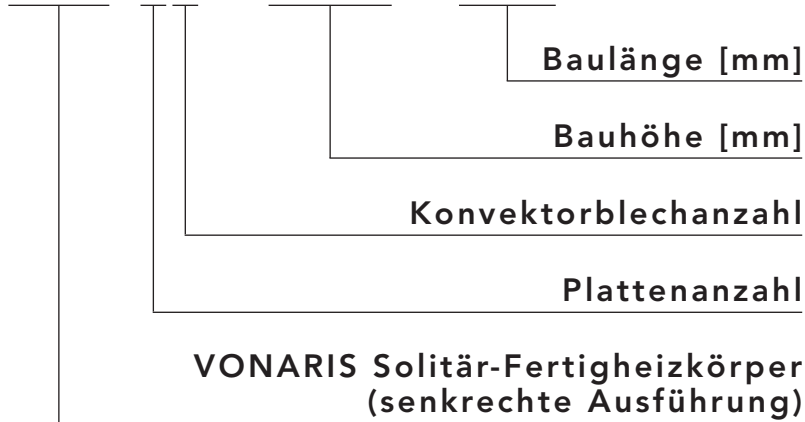 Baulänge [mm]
Bauhöhe [mm]
Konvektorblechanzahl
Plattenanzahl
VONARIS Solitär-Fertigheizkörper
(senkrechte Ausführung)